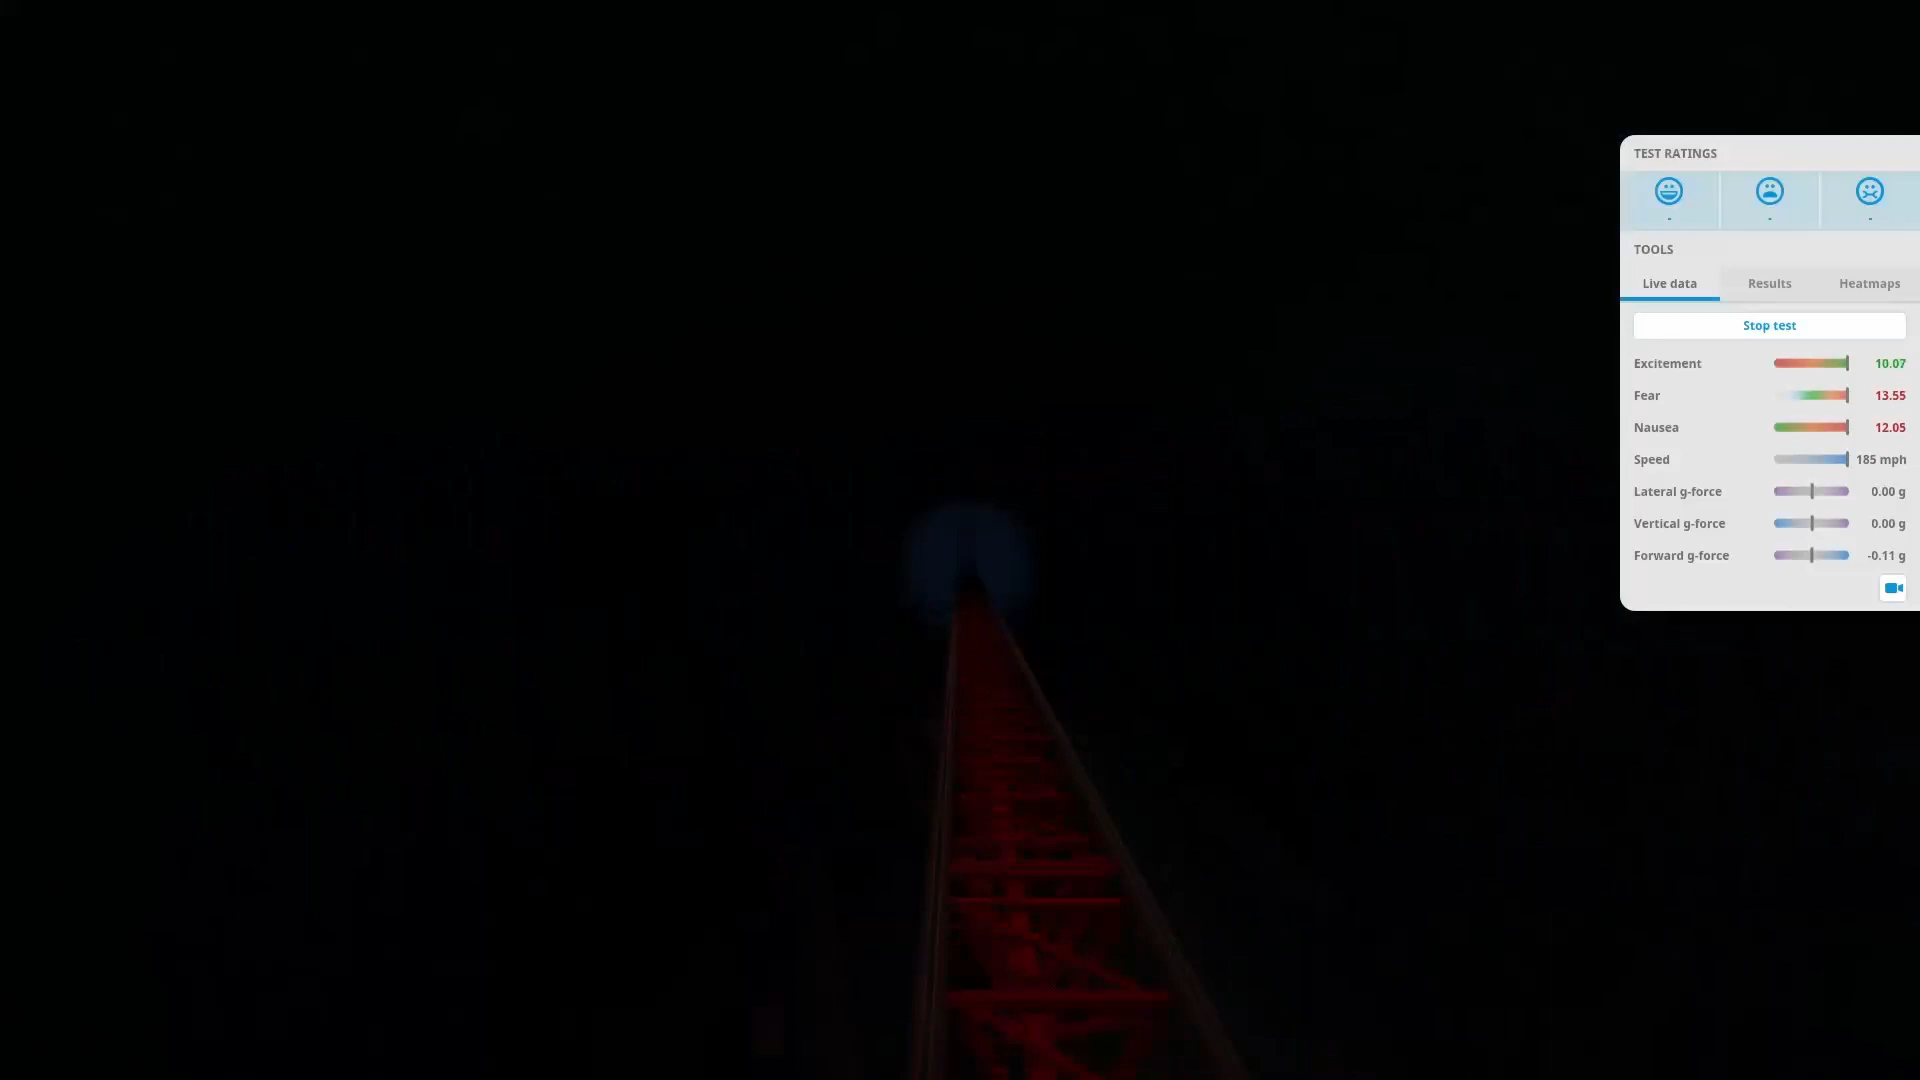 TEST RATINGS
- - -
TOOLS
Live data Results Heatmaps
Stop test
Excitement 10.07
Fear 13.55
Nausea 12.05
Speed 185 mph
Lateral g-force 0.00 g
Vertical g-force 0.00 g
Forward g-force -0.11 g